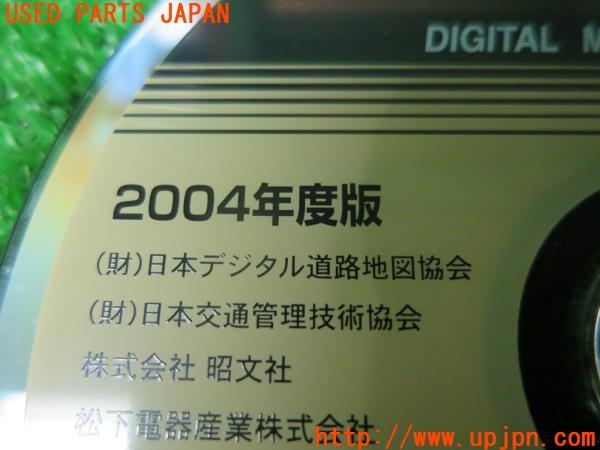 USED PARTS JAPAN
DIGITAL M
2004年度版
(財)日本デジタル道路地図協会
(財)日本交通管理技術協会
株式会社 昭文社
松下電器産業株式会社
http://www.upjpn.com